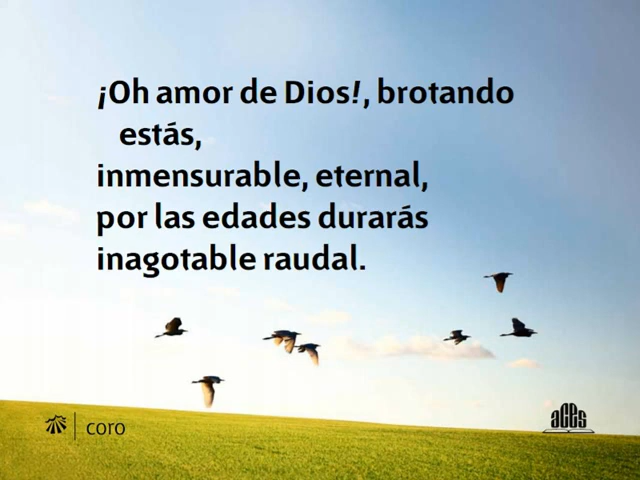 ¡Oh amor de Dios!, brotando
estás,
inmensurable, eternal,
por las edades durarás
inagotable raudal.
coro
aces